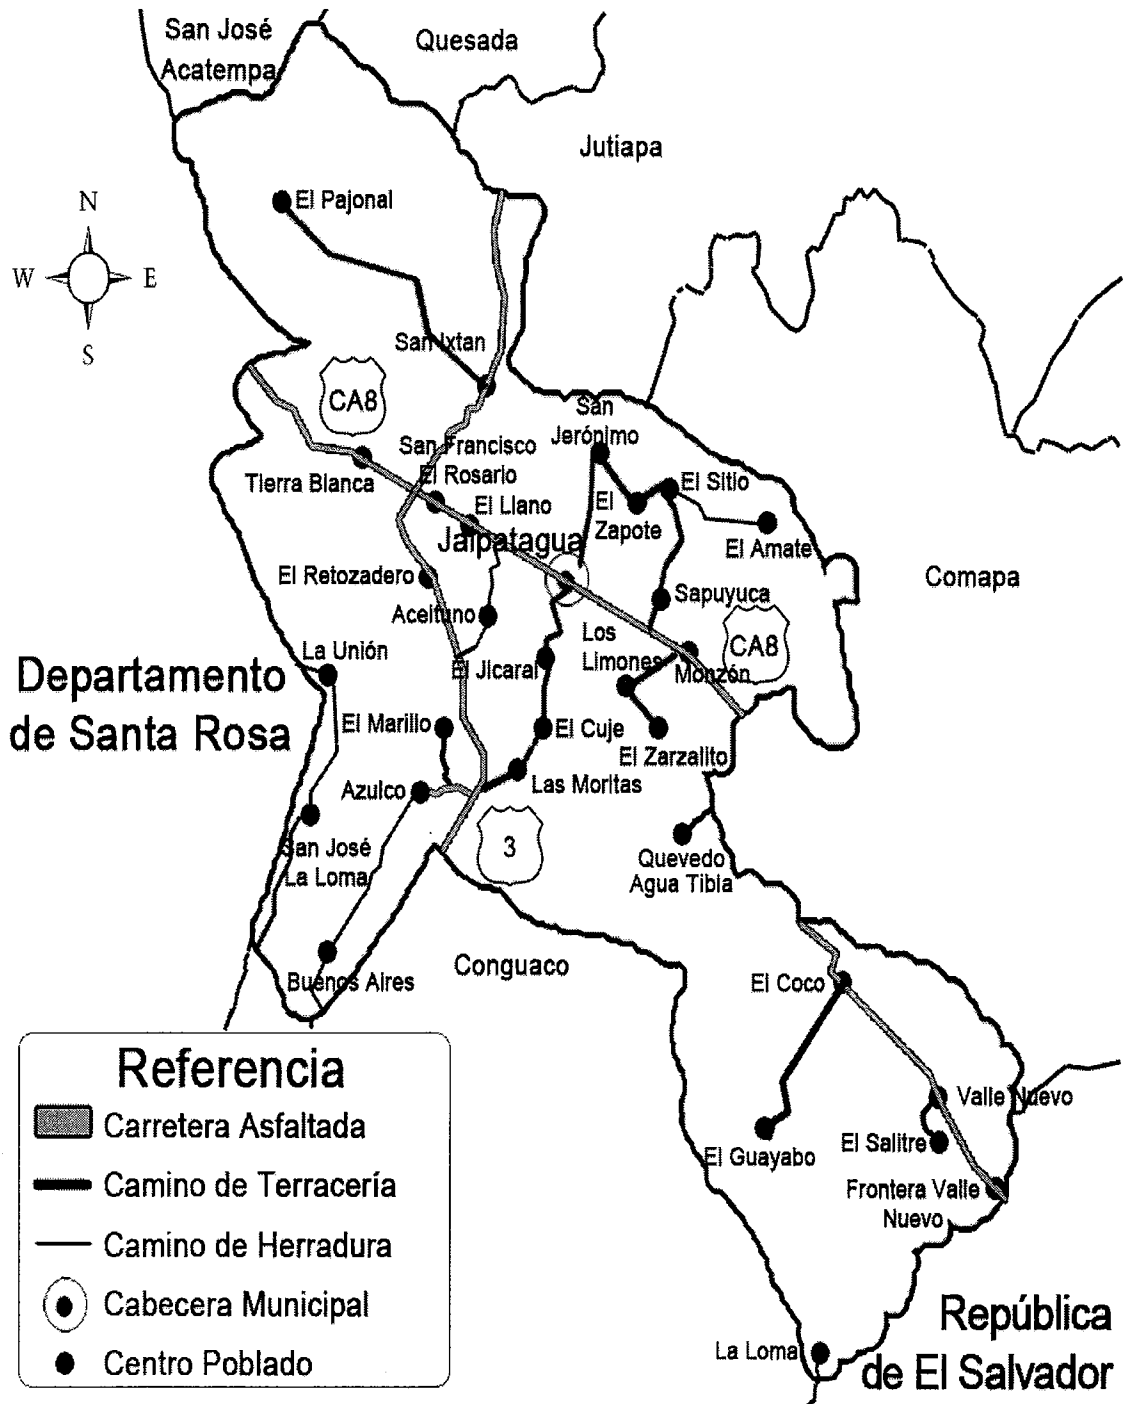 San José
Acatempa
Quesada
Jutiapa
N
W
E
S
El Pajonal
San Ixtan
CA8
San
Jerónimo
San Francisco
El Rosario
Tierra Blanca
El Llano
El
Zapote
El Sitio
El Amate
Jalpatagua
El Retozadero
Aceituno
Sapuyuca
Comapa
CA8
Los
Limones
Monzón
La Unión
El Jicaral
Departamento
de Santa Rosa
El Marillo
El Cuje
El Zarzalito
Azulco
Las Moritas
3
San José
La Loma
Quevedo
Agua Tibia
Buenos Aires
Conguaco
El Coco
Valle Nuevo
El Guayabo
El Salitre
Frontera Valle
Nuevo
La Loma
República
de El Salvador
Referencia
Carretera Asfaltada
Camino de Terracería
Camino de Herradura
Cabecera Municipal
Centro Poblado